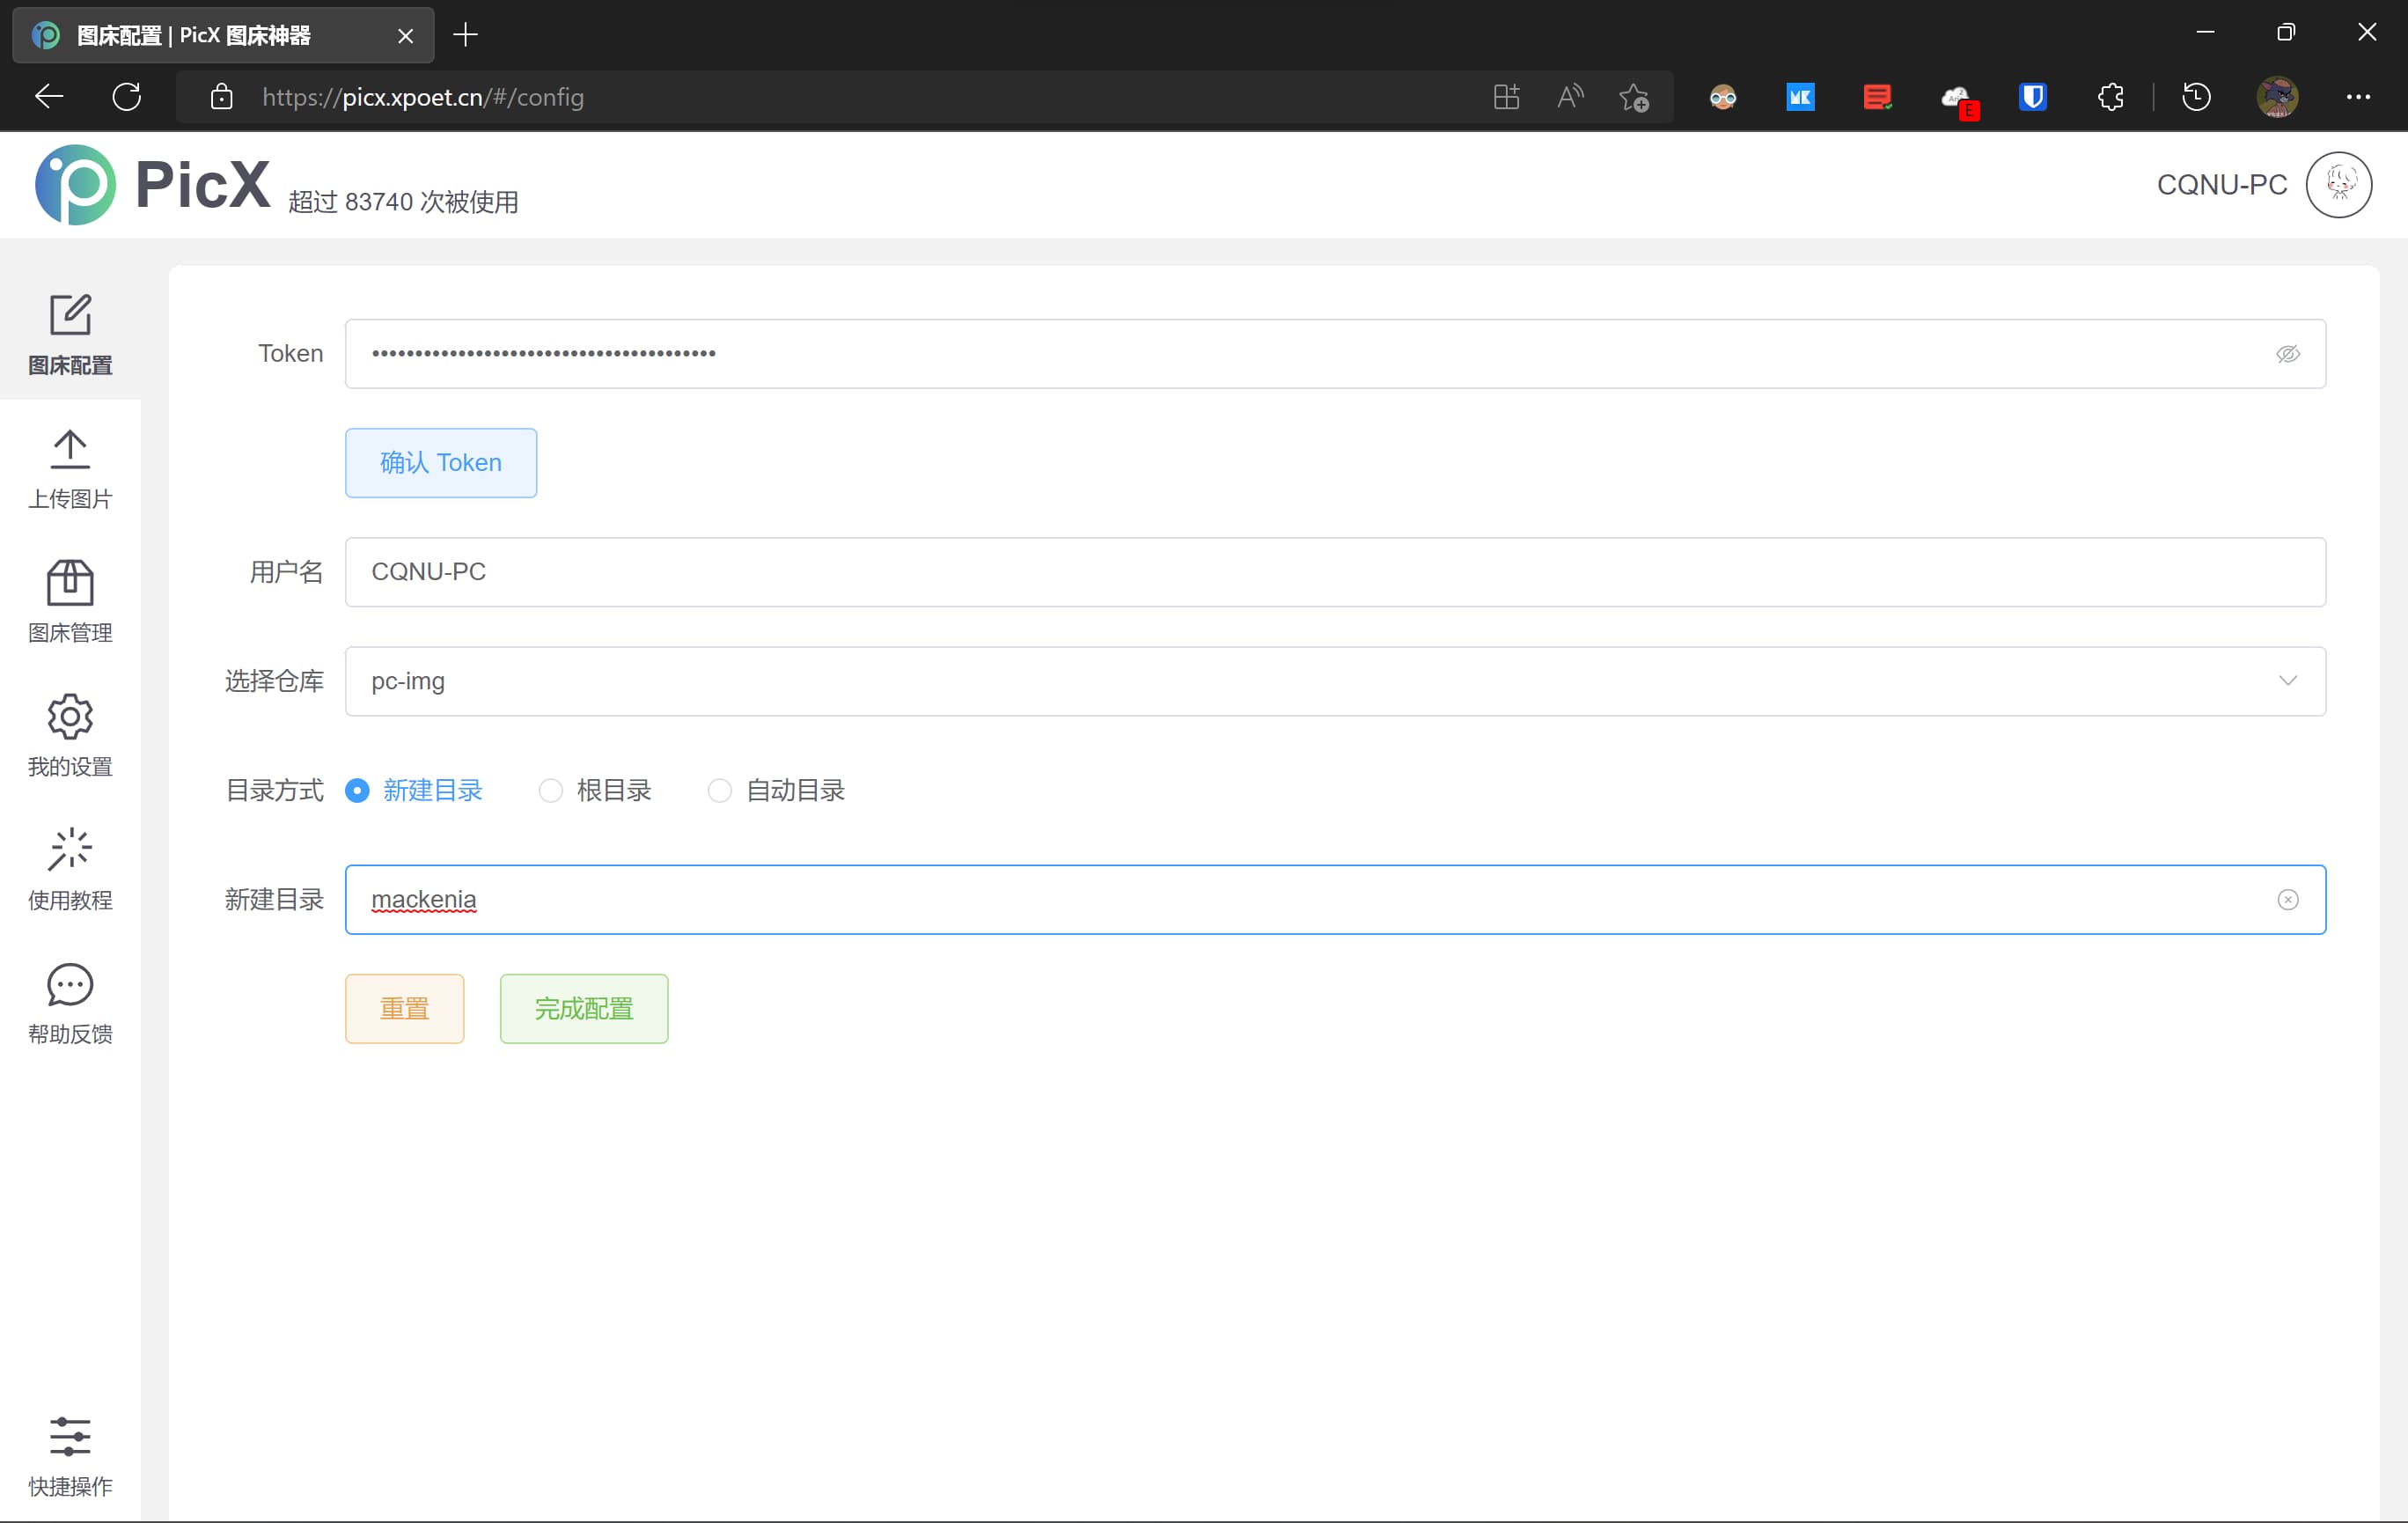 图床配置 | PicX 图床神器
https://picx.xpoet.cn/#/config
E
PicX 超过 83740 次被使用
CQNU-PC
图床配置
上传图片
图床管理
我的设置
使用教程
帮助反馈
快捷操作
Token ••••••••••••••••••••••••••••••••••••••••
确认 Token
用户名 CQNU-PC
选择仓库 pc-img
目录方式 新建目录 根目录 自动目录
新建目录 mackenia
重置 完成配置